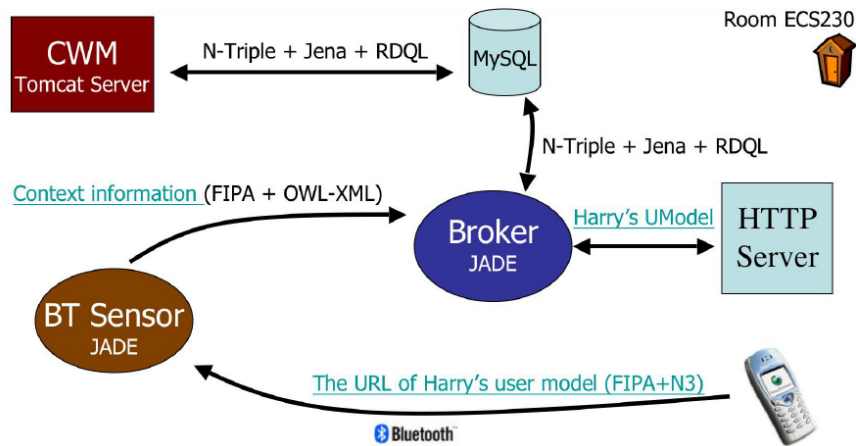 Room ECS230
CWM
Tomcat Server
N-Triple + Jena + RDQL
MySQL
N-Triple + Jena + RDQL
Context information (FIPA + OWL-XML)
Broker
JADE
Harry's UModel
HTTP
Server
BT Sensor
JADE
The URL of Harry's user model (FIPA+N3)
Bluetooth™